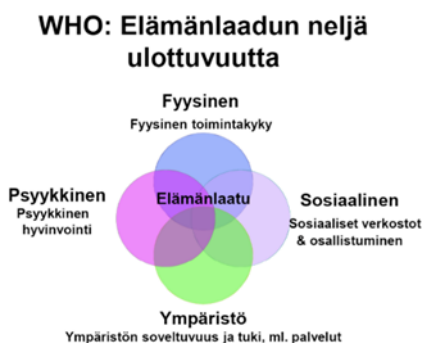 WHO: Elämänlaadun neljä
ulottuvuutta
Fyysinen
Fyysinen toimintakyky
Psyykkinen
Psyykkinen
hyvinvointi
Elämänlaatu
Sosiaalinen
Sosiaaliset verkostot
& osallistuminen
Ympäristö
Ympäristön soveltuvuus ja tuki, ml. palvelut